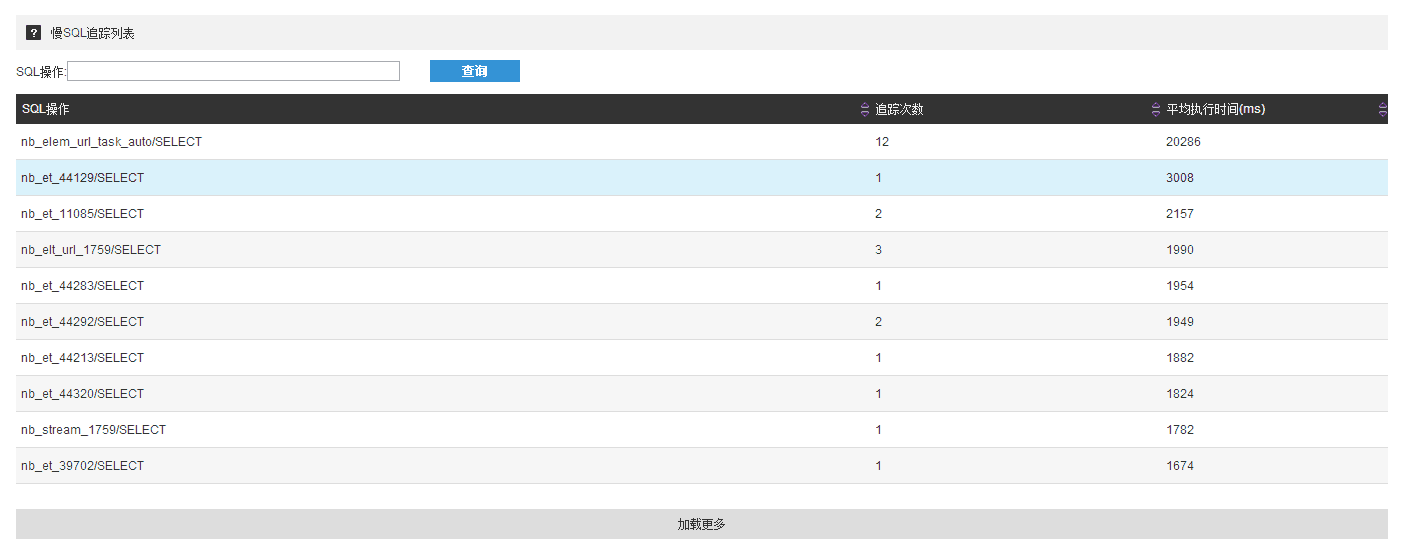 ? 慢SQL追踪列表
SQL操作: 查询
SQL操作 追踪次数 平均执行时间(ms)
nb_elem_url_task_auto/SELECT 12 20286
nb_et_44129/SELECT 1 3008
nb_et_11085/SELECT 2 2157
nb_elt_url_1759/SELECT 3 1990
nb_et_44283/SELECT 1 1954
nb_et_44292/SELECT 2 1949
nb_et_44213/SELECT 1 1882
nb_et_44320/SELECT 1 1824
nb_stream_1759/SELECT 1 1782
nb_et_39702/SELECT 1 1674
加载更多